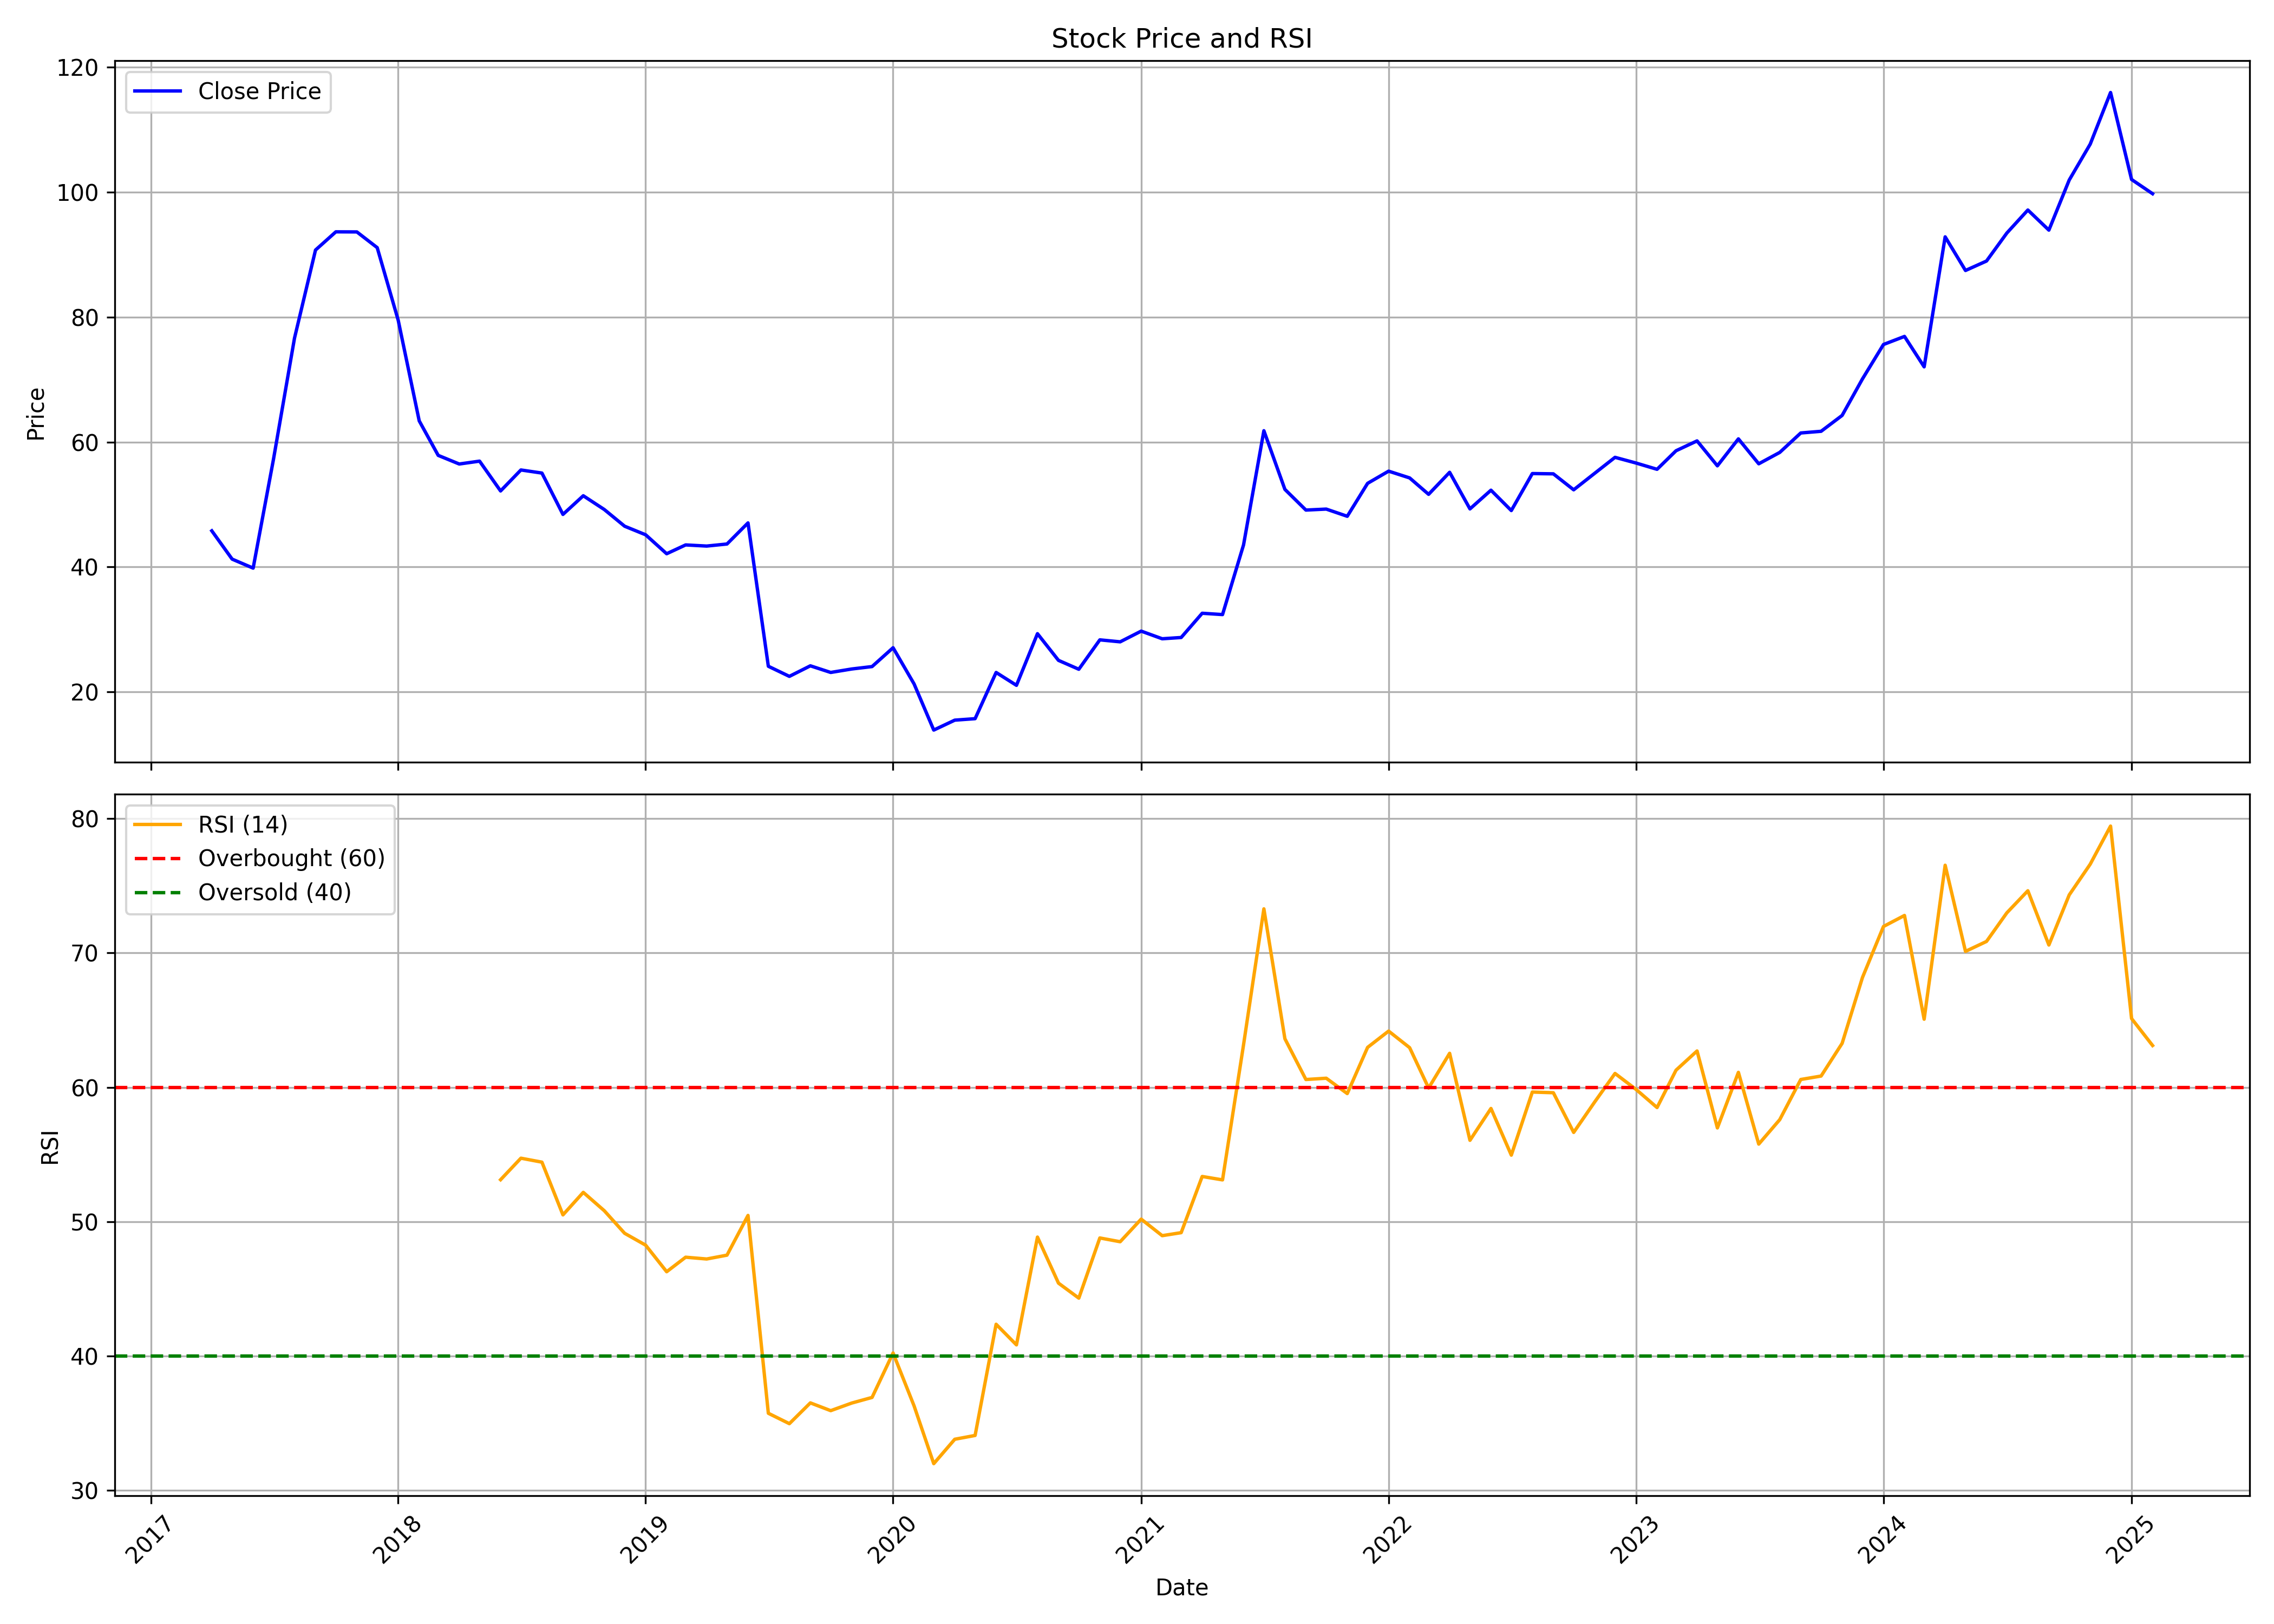 Stock Price and RSI
120
100
80
60
40
20
Price
Close Price
80
70
60
50
40
30
RSI
RSI (14)
Overbought (60)
Oversold (40)
2017
2018
2019
2020
2021
2022
2023
2024
2025
Date